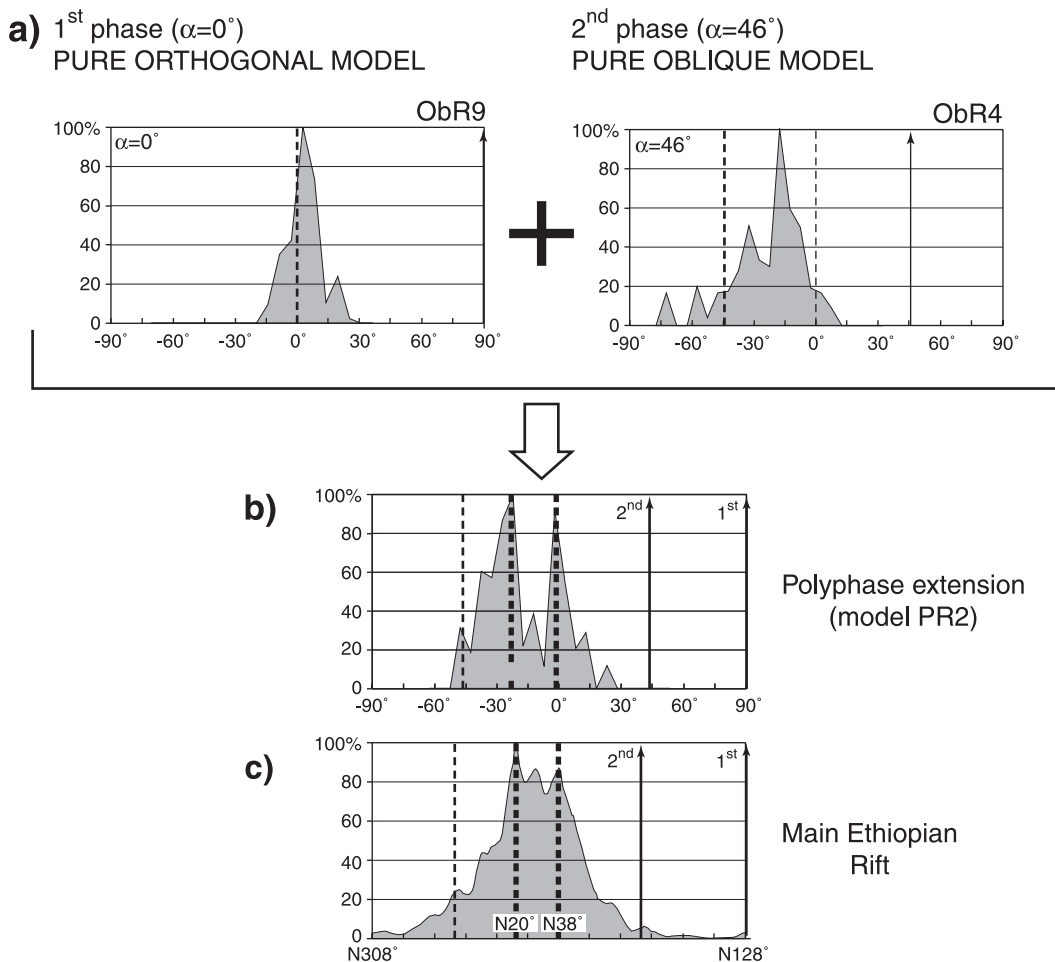 a) 1st phase (α=0˚)
PURE ORTHOGONAL MODEL
2nd phase (α=46˚)
PURE OBLIQUE MODEL
ObR9
100%
α=0˚
80
60
40
20
0
-90˚ -60˚ -30˚ 0˚ 30˚ 60˚ 90˚
+
ObR4
100%
α=46˚
80
60
40
20
0
-90˚ -60˚ -30˚ 0˚ 30˚ 60˚ 90˚
b)
100%
2nd 1st
80
60
40
20
0
-90˚ -60˚ -30˚ 0˚ 30˚ 60˚ 90˚
Polyphase extension
(model PR2)
c)
100%
2nd 1st
80
60
40
20
0
N20˚ N38˚
N308˚ N128˚
Main Ethiopian
Rift